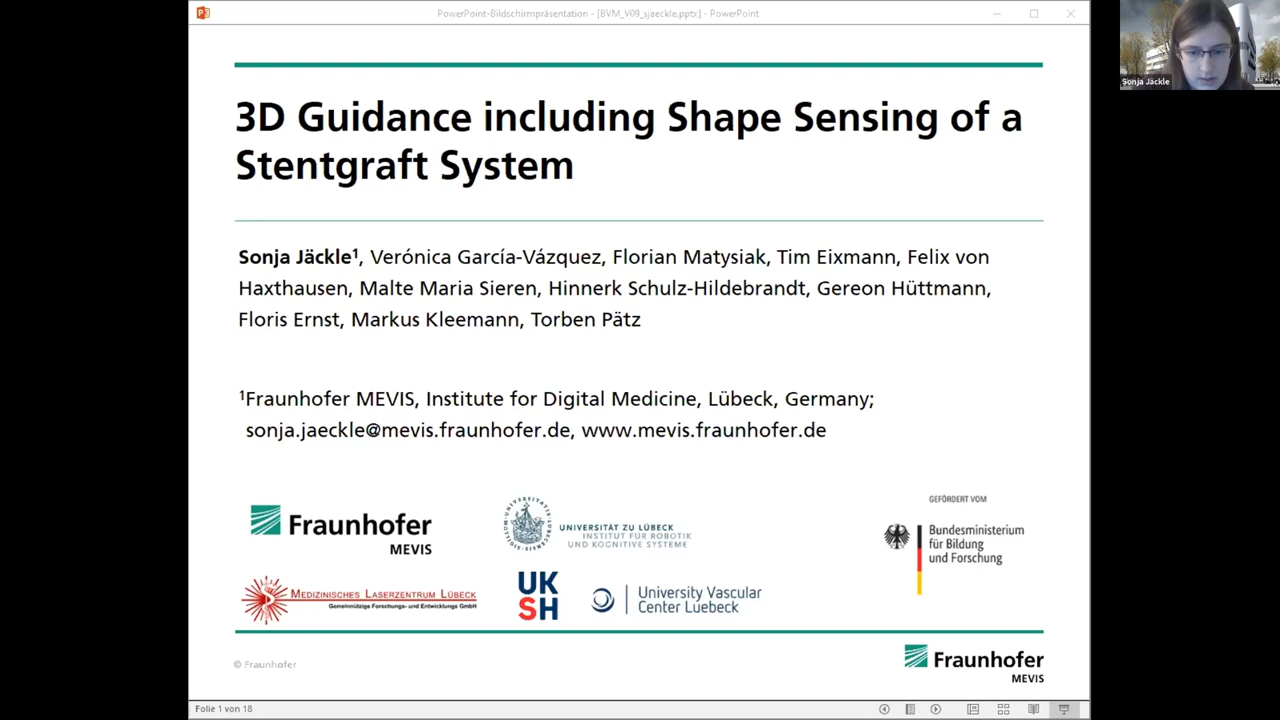 PowerPoint-Bildschirmpräsentation - [BVM_V09_sjaeckle.pptx] - PowerPoint
Sonja Jäckle
3D Guidance including Shape Sensing of a
Stentgraft System
Sonja Jäckle¹, Verónica García-Vázquez, Florian Matysiak, Tim Eixmann, Felix von
Haxthausen, Malte Maria Sieren, Hinnerk Schulz-Hildebrandt, Gereon Hüttmann,
Floris Ernst, Markus Kleemann, Torben Pätz
¹Fraunhofer MEVIS, Institute for Digital Medicine, Lübeck, Germany;
sonja.jaeckle@mevis.fraunhofer.de, www.mevis.fraunhofer.de
Fraunhofer
MEVIS
UNIVERSITÄT ZU LÜBECK
INSTITUT FÜR ROBOTIK
UND KOGNITIVE SYSTEME
GEFÖRDERT VOM
Bundesministerium
für Bildung
und Forschung
MEDIZINISCHES LASERZENTRUM LÜBECK
Gemeinnützige Forschungs- und Entwicklungs GmbH
UK
SH
University Vascular
Center Luebeck
© Fraunhofer
Fraunhofer
MEVIS
Folie 1 von 18